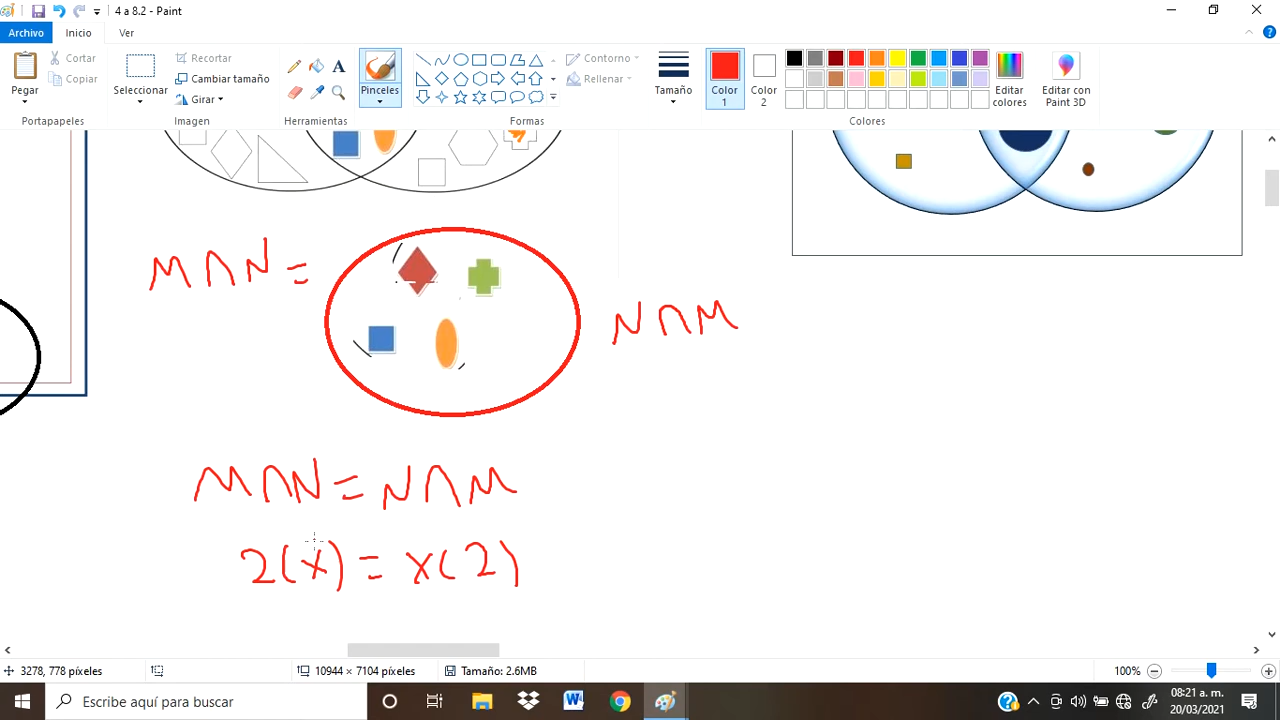 4 a 8.2 - Paint
Archivo Inicio Ver
Pegar
Cortar
Copiar
Portapapeles
Seleccionar
Recortar
Cambiar tamaño
Girar
Imagen
A
Herramientas
Pinceles
Contorno
Rellenar
Formas
Tamaño
Color 1
Color 2
Editar colores
Editar con Paint 3D
Colores
M∩N=
N∩M
M∩N=N∩M
2(x)=x(2)
3278, 778 píxeles
10944 × 7104 píxeles
Tamaño: 2.6MB
100%
Escribe aquí para buscar
08:21 a. m.
20/03/2021